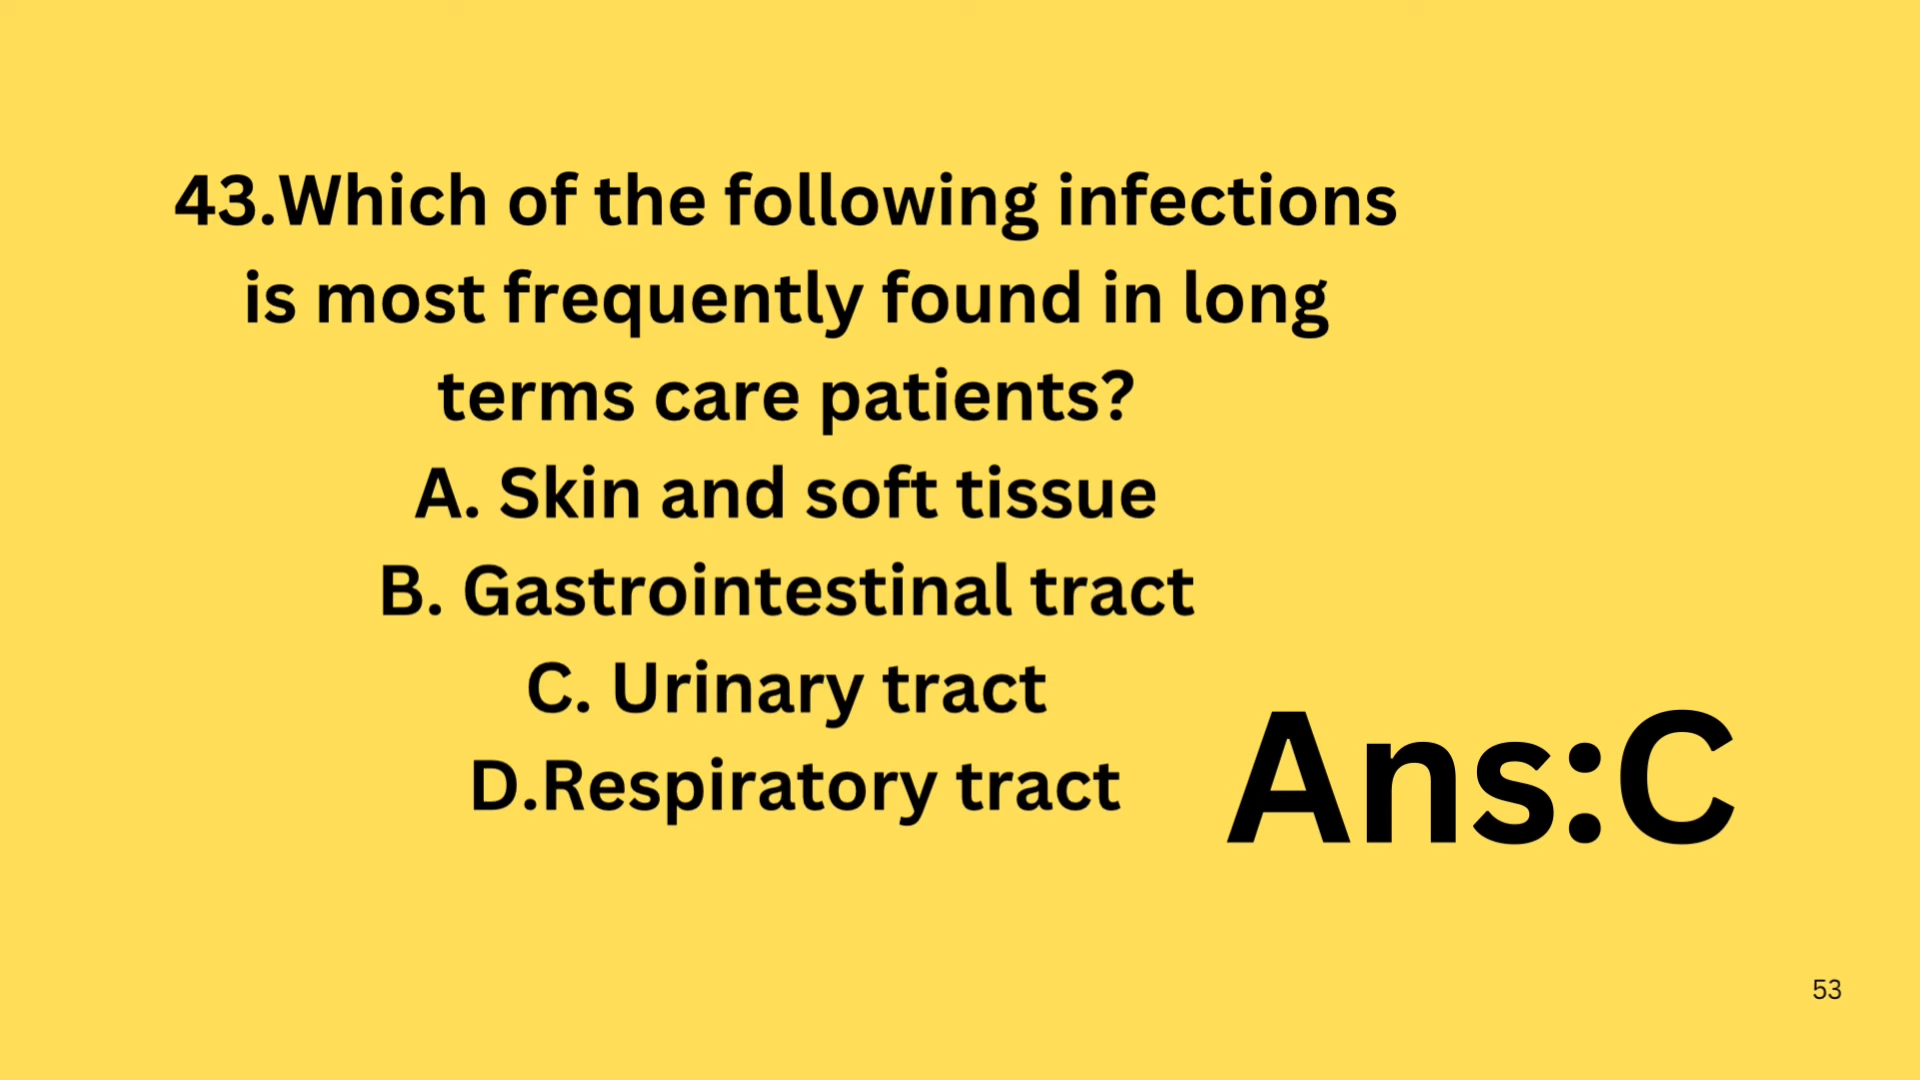 43.Which of the following infections
is most frequently found in long
terms care patients?
A. Skin and soft tissue
B. Gastrointestinal tract
C. Urinary tract
D.Respiratory tract
Ans:C
53